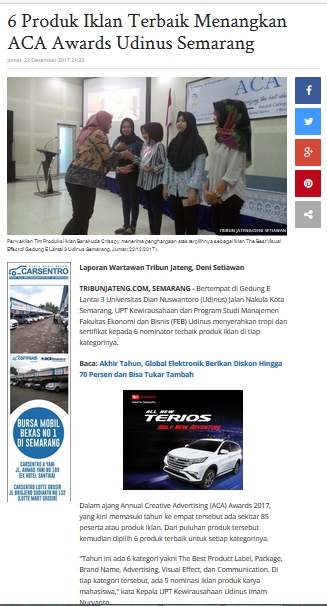 6 Produk Iklan Terbaik Menangkan
ACA Awards Udinus Semarang
Jumat, 22 Desember 2017 21:33
ACA
TRIBUN JATENG/DENI SETIAWAN
Perwakilan Tim Produksi Iklan Barakuda Crisspy menerima penghargaan atas terpilihnya sebagai Iklan The Best Visual
Effect di Gedung E Lantai 3 Udinus Semarang, Jumat (22/12/2017).
CARSENTRO
BURSA MOBIL
BEKAS NO 1
DI SEMARANG
CARSENTRO A YANI
JL. AHMAD YANI NO 189
(EX HOTEL SANTIKA)
CARSENTRO LOTTE GROSIR
JL BRIGJEND SUDIARTO NO 132
(LOTTE MART GROSIR)
Laporan Wartawan Tribun Jateng, Deni Setiawan
TRIBUNJATENG.COM, SEMARANG - Bertempat di Gedung E
Lantai 3 Universitas Dian Nuswantoro (Udinus) Jalan Nakula Kota
Semarang, UPT Kewirausahaan dan Program Studi Manajemen
Fakultas Ekonomi dan Bisnis (FEB) Udinus menyerahkan tropi dan
sertifikat kepada 6 nominator terbaik produk iklan di tiap
kategorinya.
Baca: Akhir Tahun, Global Elektronik Berikan Diskon Hingga
70 Persen dan Bisa Tukar Tambah
ALL NEW
TERIOS
DAILY NEW ADVENTURE
Dalam ajang Annual Creative Advertising (ACA) Awards 2017,
yang kini memasuki tahun ke empat tersebut ada sekitar 85
peserta atau produk iklan. Dari puluhan produk tersebut
kemudian dipilih 6 produk terbaik untuk setiap kategorinya.
"Tahun ini ada 6 kategori yakni The Best Product Label, Package,
Brand Name, Advertising, Visual Effect, dan Communication. Di
tiap kategori tersebut, ada 5 nominasi iklan produk karya
mahasiswa," kata Kepala UPT Kewirausahaan Udinus Imam
Nuryanto